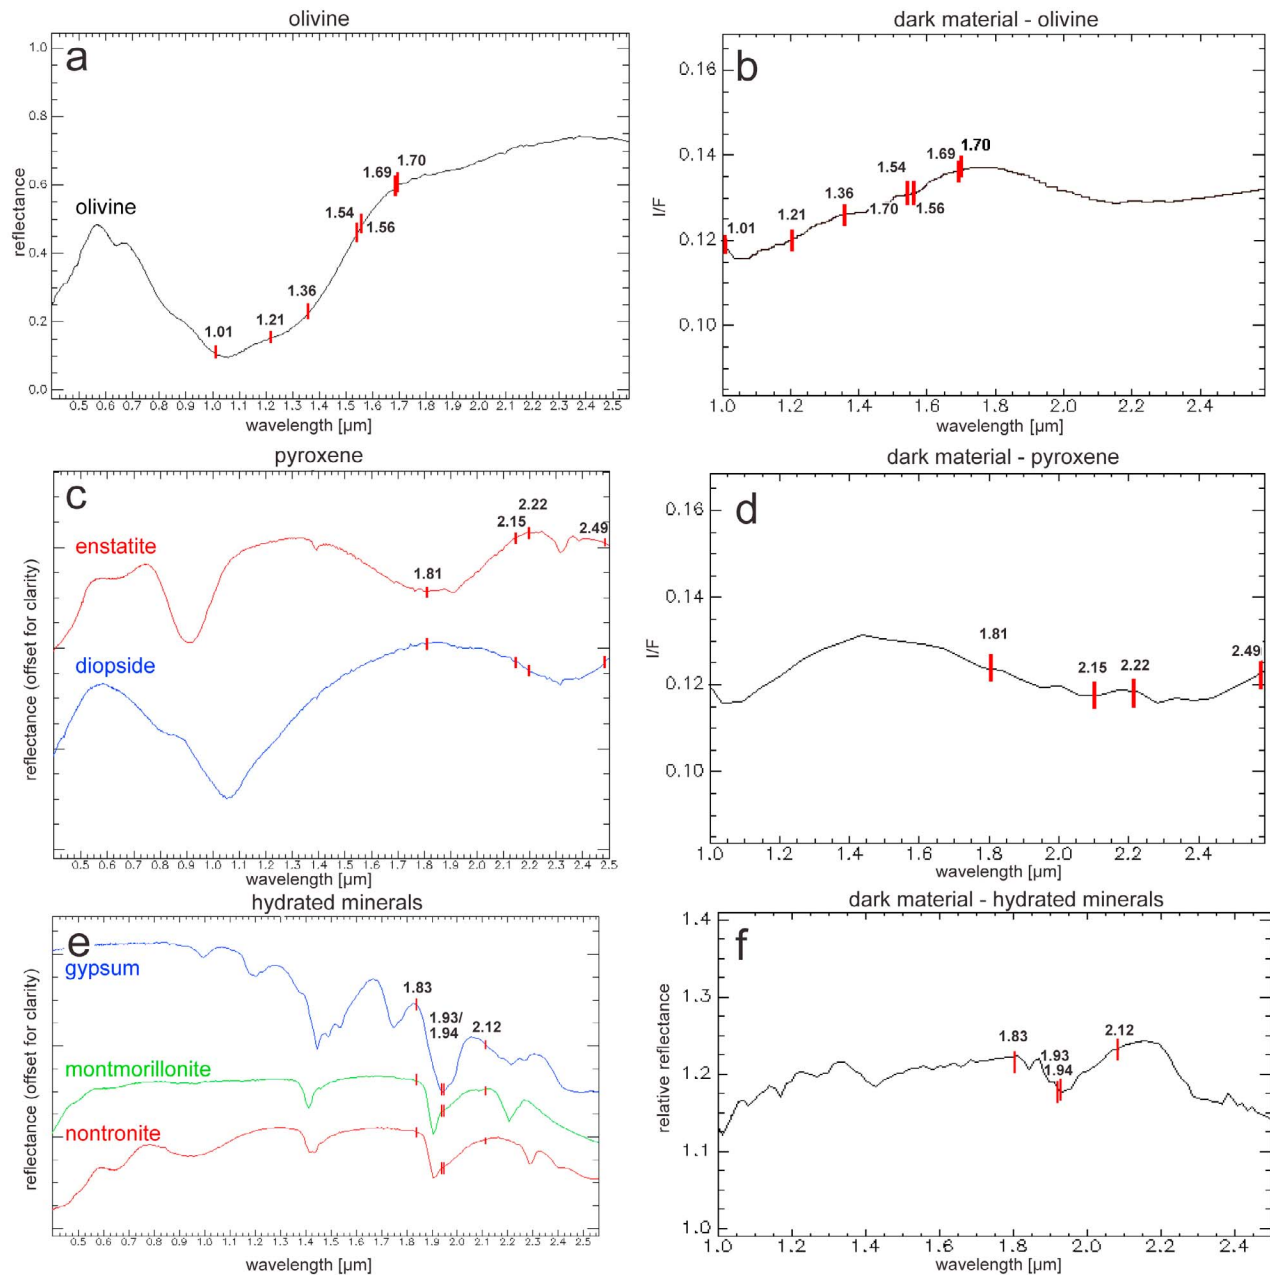 olivine
a
1.0
0.8
0.6
0.4
0.2
0.0
reflectance
olivine
1.01
1.21
1.36
1.54
1.56
1.69
1.70
0.5 0.6 0.7 0.8 0.9 1.0 1.1 1.2 1.3 1.4 1.5 1.6 1.7 1.8 1.9 2.0 2.1 2.2 2.3 2.4 2.5
wavelength [µm]
dark material - olivine
b
0.16
0.14
0.12
0.10
I/F
1.01
1.21
1.36
1.70
1.54
1.56
1.69
1.70
1.0 1.2 1.4 1.6 1.8 2.0 2.2 2.4
wavelength [µm]
pyroxene
c
reflectance (offset for clarity)
enstatite
diopside
1.81
2.15
2.22
2.49
0.5 0.6 0.7 0.8 0.9 1.0 1.1 1.2 1.3 1.4 1.5 1.6 1.7 1.8 1.9 2.0 2.1 2.2 2.3 2.4 2.5
wavelength [µm]
dark material - pyroxene
d
0.16
0.14
0.12
0.10
I/F
1.81
2.15
2.22
2.49
1.0 1.2 1.4 1.6 1.8 2.0 2.2 2.4
wavelength [µm]
hydrated minerals
e
reflectance (offset for clarity)
gypsum
montmorillonite
nontronite
1.83
1.93/
1.94
2.12
0.5 0.6 0.7 0.8 0.9 1.0 1.1 1.2 1.3 1.4 1.5 1.6 1.7 1.8 1.9 2.0 2.1 2.2 2.3 2.4 2.5
wavelength [µm]
dark material - hydrated minerals
f
1.4
1.3
1.2
1.1
1.0
relative reflectance
1.83
1.93
1.94
2.12
1.0 1.2 1.4 1.6 1.8 2.0 2.2 2.4
wavelength [µm]